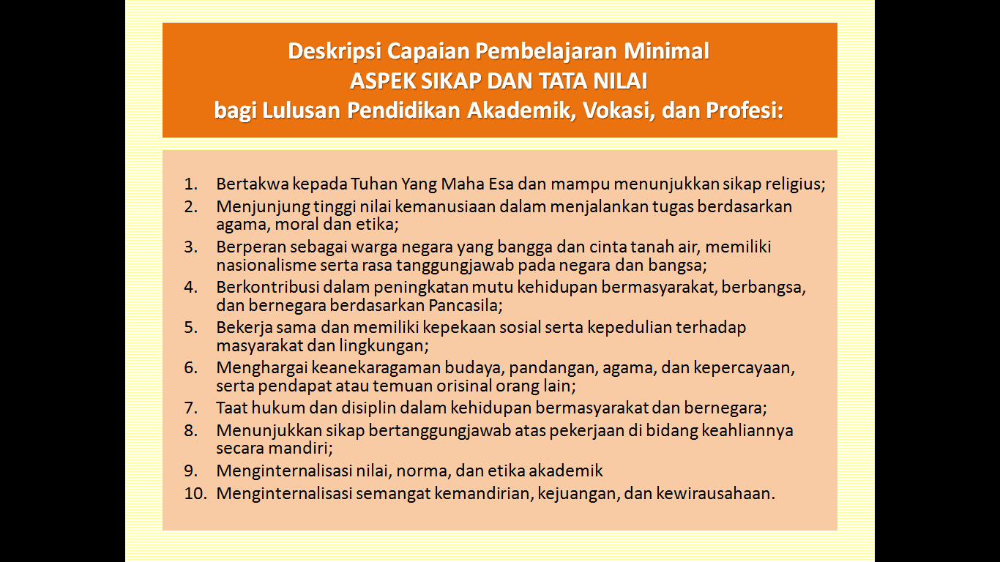 Deskripsi Capaian Pembelajaran Minimal
ASPEK SIKAP DAN TATA NILAI
bagi Lulusan Pendidikan Akademik, Vokasi, dan Profesi:
1. Bertakwa kepada Tuhan Yang Maha Esa dan mampu menunjukkan sikap religius;
2. Menjunjung tinggi nilai kemanusiaan dalam menjalankan tugas berdasarkan
agama, moral dan etika;
3. Berperan sebagai warga negara yang bangga dan cinta tanah air, memiliki
nasionalisme serta rasa tanggungjawab pada negara dan bangsa;
4. Berkontribusi dalam peningkatan mutu kehidupan bermasyarakat, berbangsa,
dan bernegara berdasarkan Pancasila;
5. Bekerja sama dan memiliki kepekaan sosial serta kepedulian terhadap
masyarakat dan lingkungan;
6. Menghargai keanekaragaman budaya, pandangan, agama, dan kepercayaan,
serta pendapat atau temuan orisinal orang lain;
7. Taat hukum dan disiplin dalam kehidupan bermasyarakat dan bernegara;
8. Menunjukkan sikap bertanggungjawab atas pekerjaan di bidang keahliannya
secara mandiri;
9. Menginternalisasi nilai, norma, dan etika akademik
10. Menginternalisasi semangat kemandirian, kejuangan, dan kewirausahaan.